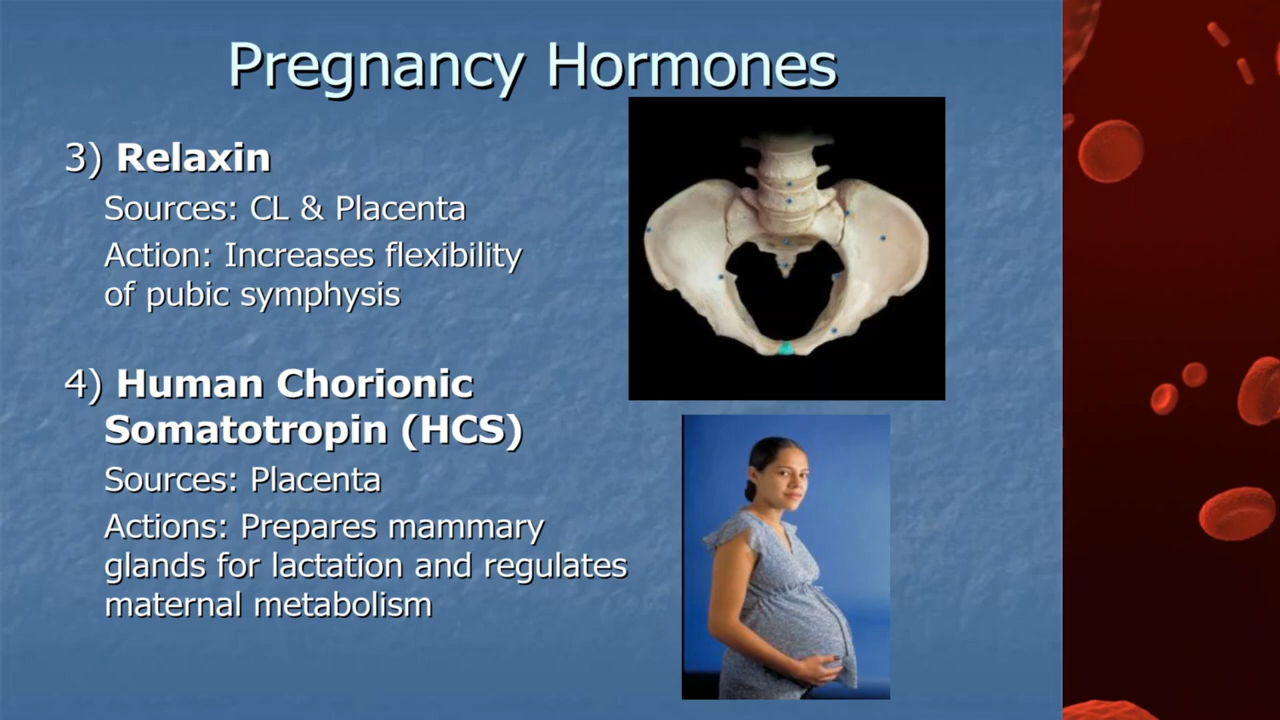 Pregnancy Hormones
3) Relaxin
Sources: CL & Placenta
Action: Increases flexibility
of pubic symphysis
4) Human Chorionic
Somatotropin (HCS)
Sources: Placenta
Actions: Prepares mammary
glands for lactation and regulates
maternal metabolism